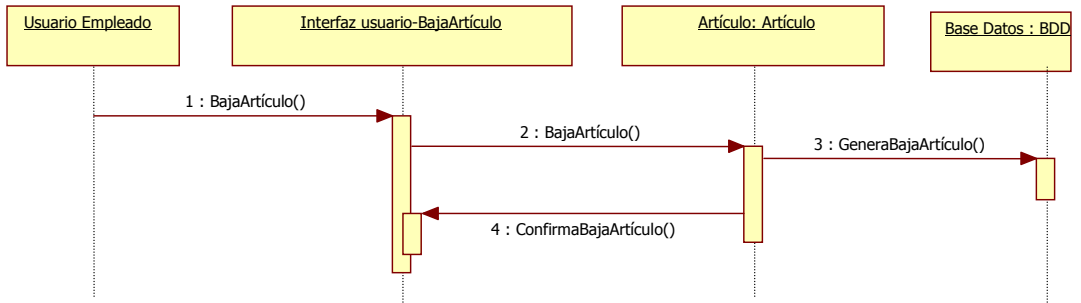 Usuario Empleado
Interfaz usuario-BajaArtículo
Artículo: Artículo
Base Datos : BDD
1 : BajaArtículo()
2 : BajaArtículo()
3 : GeneraBajaArtículo()
4 : ConfirmaBajaArtículo()